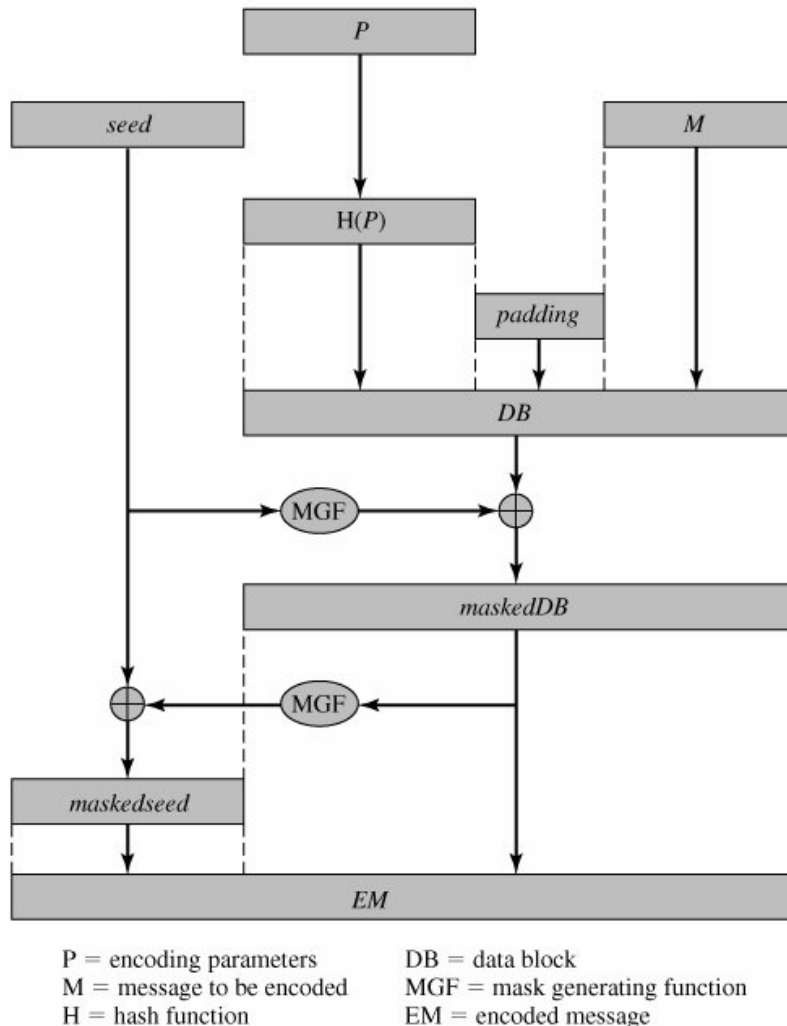 P
seed
M
H(P)
padding
DB
MGF
maskedDB
MGF
maskedseed
EM
P = encoding parameters
DB = data block
M = message to be encoded
MGF = mask generating function
H = hash function
EM = encoded message